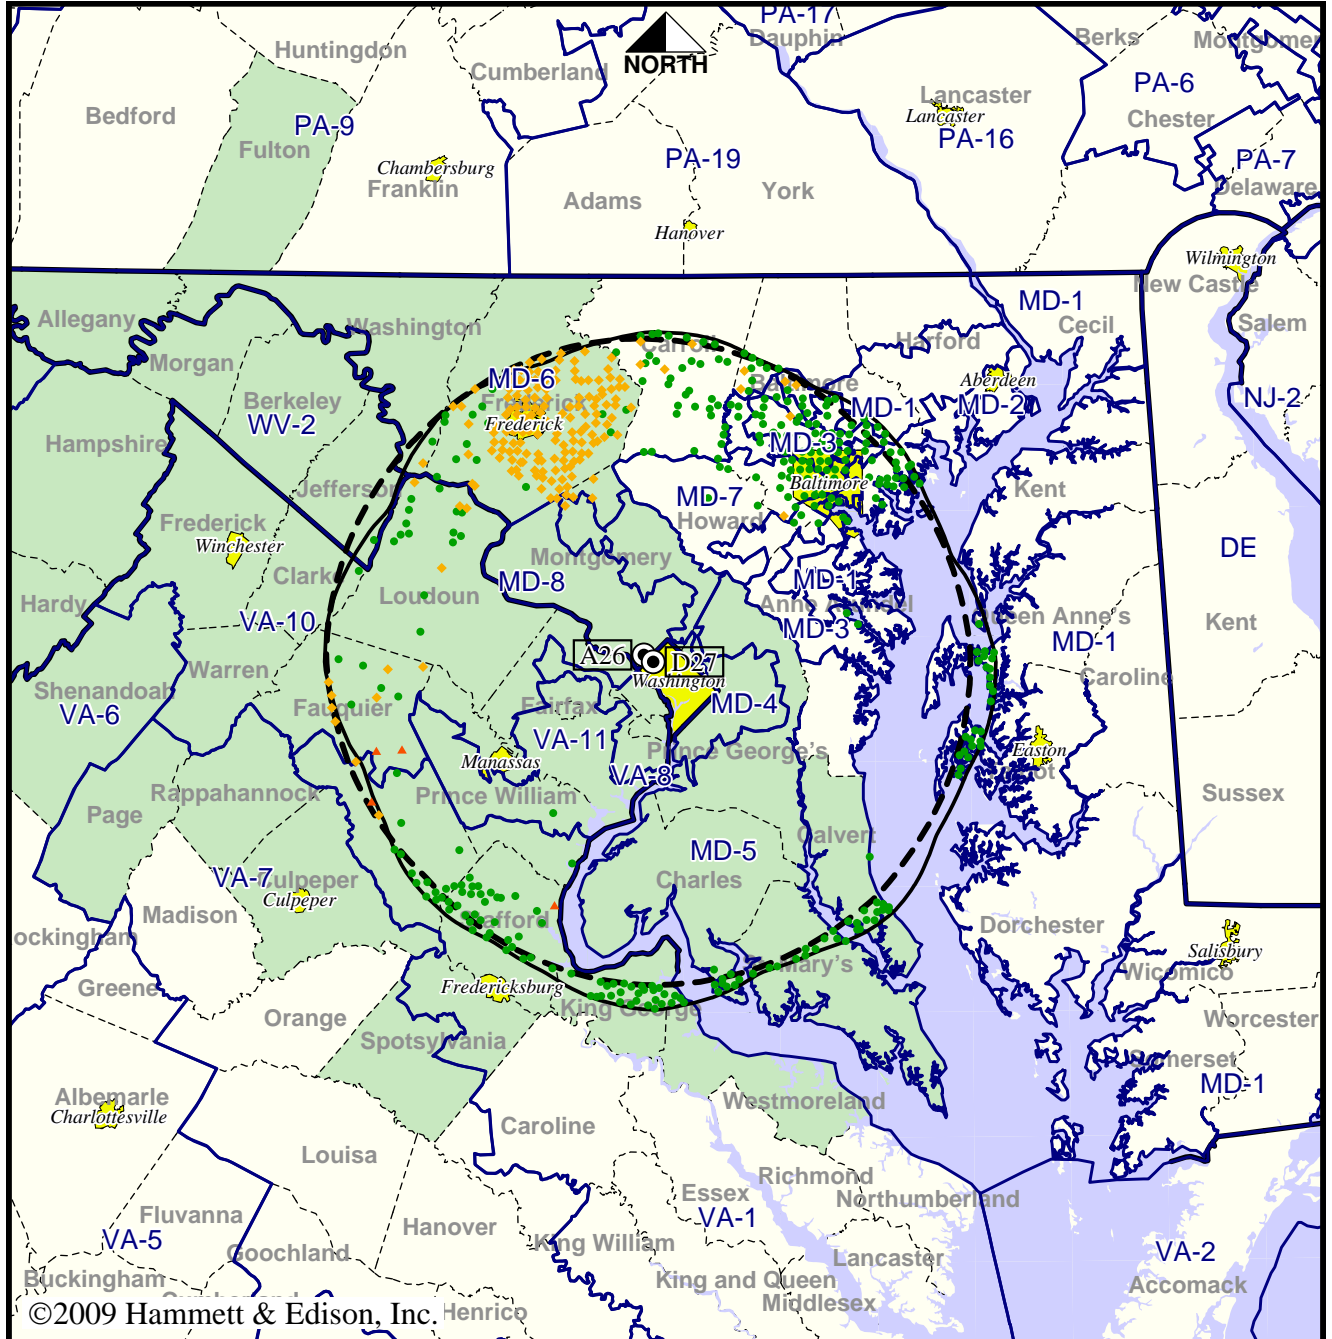 PA-17
Dauphin
Huntingdon
Berks
NORTH
Cumberland
PA-6
Bedford
Lancaster
Lancaster
Chester
PA-9
PA-16
Fulton
PA-19
PA-7
Chambersburg
Franklin
Adams
York
Delaware
Hanover
Wilmington
New Castle
MD-1
Allegany
Washington
Cecil
Salem
Morgan
Harford
MD-6
Aberdeen
Baltimore
NJ-2
Berkeley
Frederick
MD-1
MD-2
WV-2
Frederick
Hampshire
MD-3
Baltimore
Jefferson
MD-7
Kent
Frederick
Howard
Winchester
DE
Montgomery
Clarke
MD-8
MD-1
Hardy
Loudoun
Anne Arundel
Queen Anne's
VA-10
MD-3
Kent
MD-1
A26
D27
Warren
Washington
Caroline
Shenandoah
Fauquier
Fairfax
MD-4
VA-6
VA-11
Prince George's
Easton
Manassas
VA-8
Rappahannock
Prince William
Sussex
Page
Calvert
MD-5
VA-7
Culpeper
Charles
Culpeper
Madison
Stafford
Dorchester
ockingham
Salisbury
Mary's
Wicomico
Greene
Fredericksburg
King George
Orange
Worcester
Spotsylvania
Somerset
MD-1
Albemarle
Westmoreland
Charlottesville
Caroline
Louisa
Richmond
Essex
Northumberland
Fluvanna
VA-1
Hanover
VA-5
King William
VA-2
Goochland
Lancaster
Buckingham
King and Queen
Accomack
Middlesex
©2009 Hammett & Edison, Inc.
Henrico